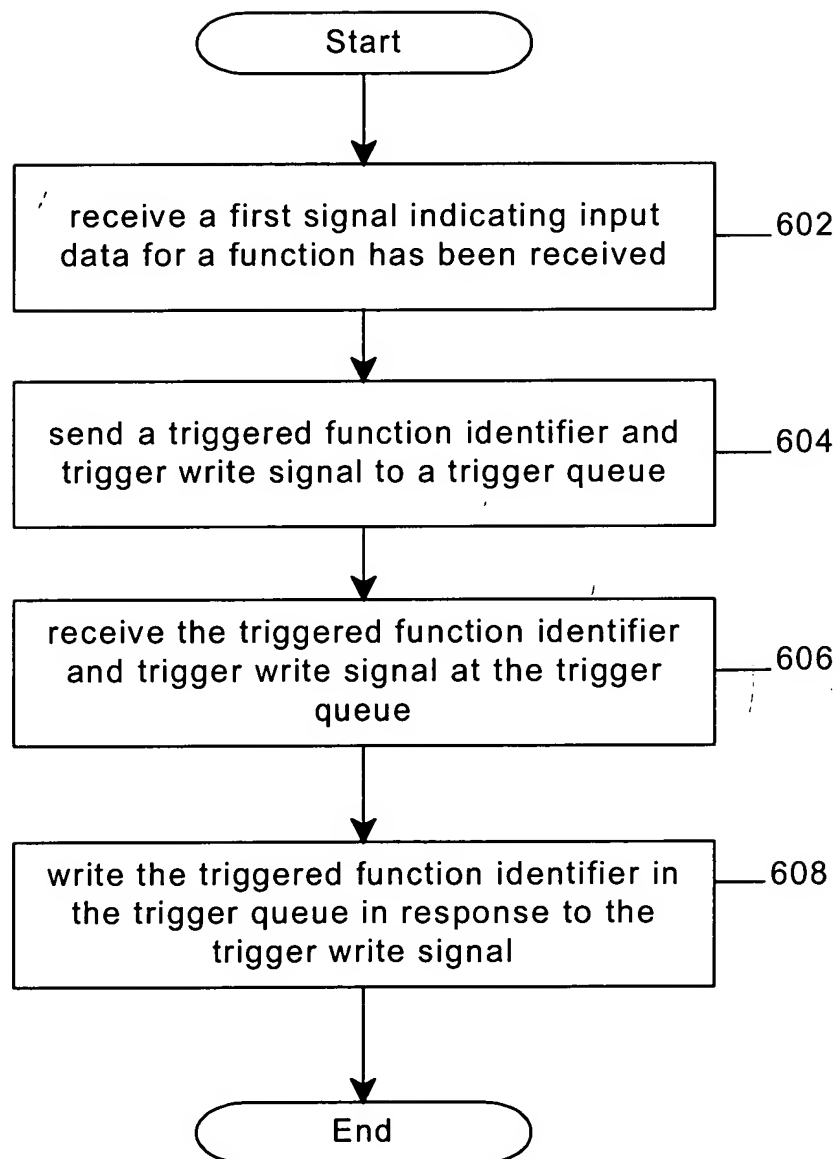 Start
receive a first signal indicating input
data for a function has been received
602
send a triggered function identifier and
trigger write signal to a trigger queue
604
receive the triggered function identifier
and trigger write signal at the trigger
queue
606
write the triggered function identifier in
the trigger queue in response to the
trigger write signal
608
End